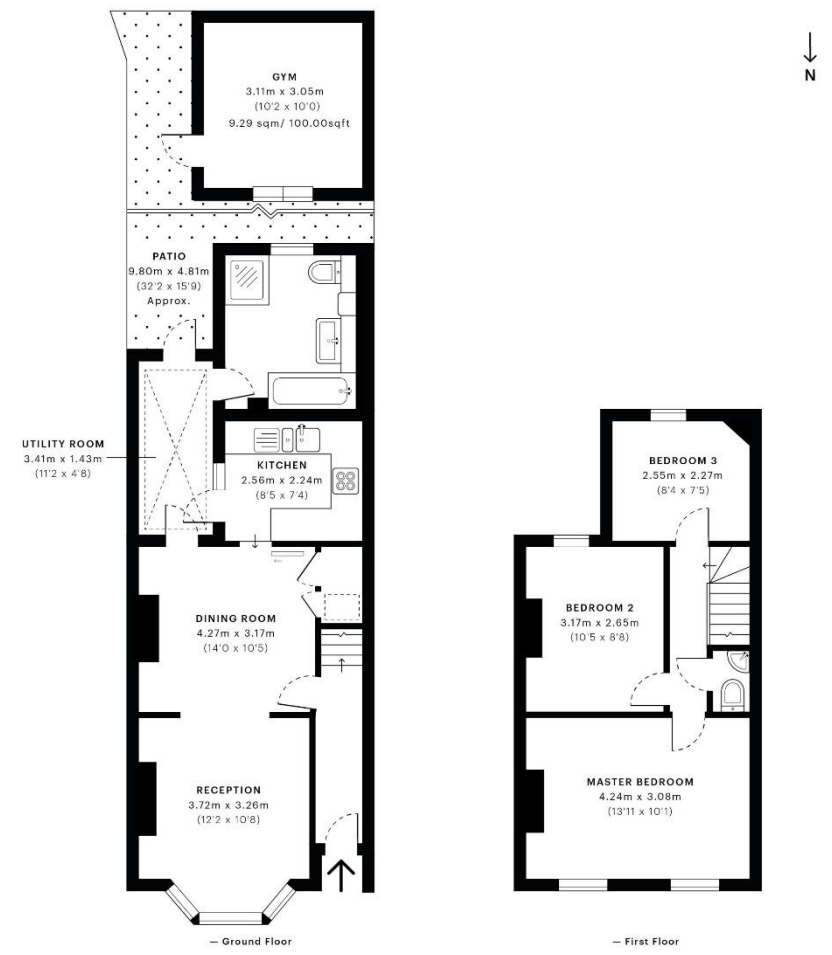 GYM
3.11m x 3.05m
(10'2 x 10'0)
9.29 sqm/ 100.00sqft
N
PATIO
9.80m x 4.81m
(32'2 x 15'9)
Approx.
UTILITY ROOM
3.41m x 1.43m
(11'2 x 4'8)
KITCHEN
2.56m x 2.24m
(8'5 x 7'4)
BEDROOM 3
2.55m x 2.27m
(8'4 x 7'5)
DINING ROOM
4.27m x 3.17m
(14'0 x 10'5)
BEDROOM 2
3.17m x 2.65m
(10'5 x 8'8)
RECEPTION
3.72m x 3.26m
(12'2 x 10'8)
MASTER BEDROOM
4.24m x 3.08m
(13'11 x 10'1)
— Ground Floor
— First Floor